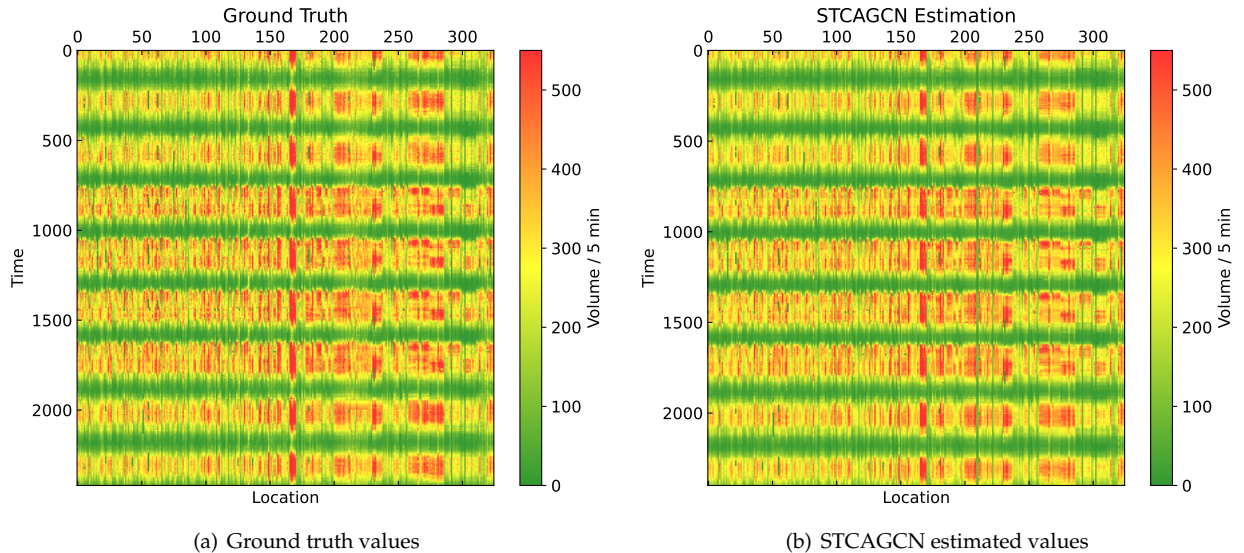 Ground Truth
0 50 100 150 200 250 300
0
500
1000
1500
2000
Time
Location
500
400
300
200
100
0
Volume / 5 min
(a) Ground truth values
STCAGCN Estimation
0 50 100 150 200 250 300
0
500
1000
1500
2000
Time
Location
500
400
300
200
100
0
Volume / 5 min
(b) STCAGCN estimated values